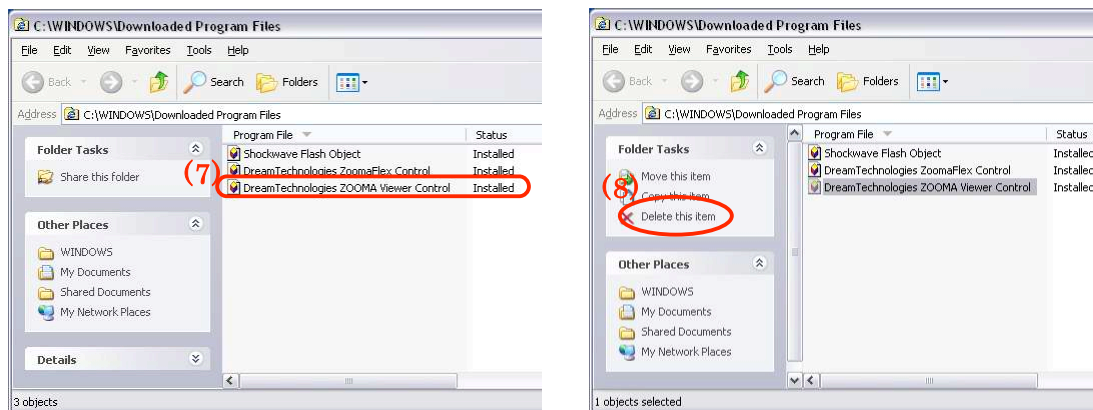 C:\WINDOWS\Downloaded Program Files
File Edit View Favorites Tools Help
Back Search Folders
Address C:\WINDOWS\Downloaded Program Files
Program File Status
Folder Tasks
Shockwave Flash Object Installed
DreamTechnologies ZoomaFlex Control Installed
(7) DreamTechnologies ZOOMA Viewer Control Installed
Share this folder
Other Places
WINDOWS
My Documents
Shared Documents
My Network Places
Details
3 objects
C:\WINDOWS\Downloaded Program Files
File Edit View Favorites Tools Help
Back Search Folders
Address C:\WINDOWS\Downloaded Program Files
Program File Status
Folder Tasks
Shockwave Flash Object Installed
DreamTechnologies ZoomaFlex Control Installed
DreamTechnologies ZOOMA Viewer Control Installed
Move this item
(8) Copy this item
Delete this item
Other Places
WINDOWS
My Documents
Shared Documents
My Network Places
1 objects selected